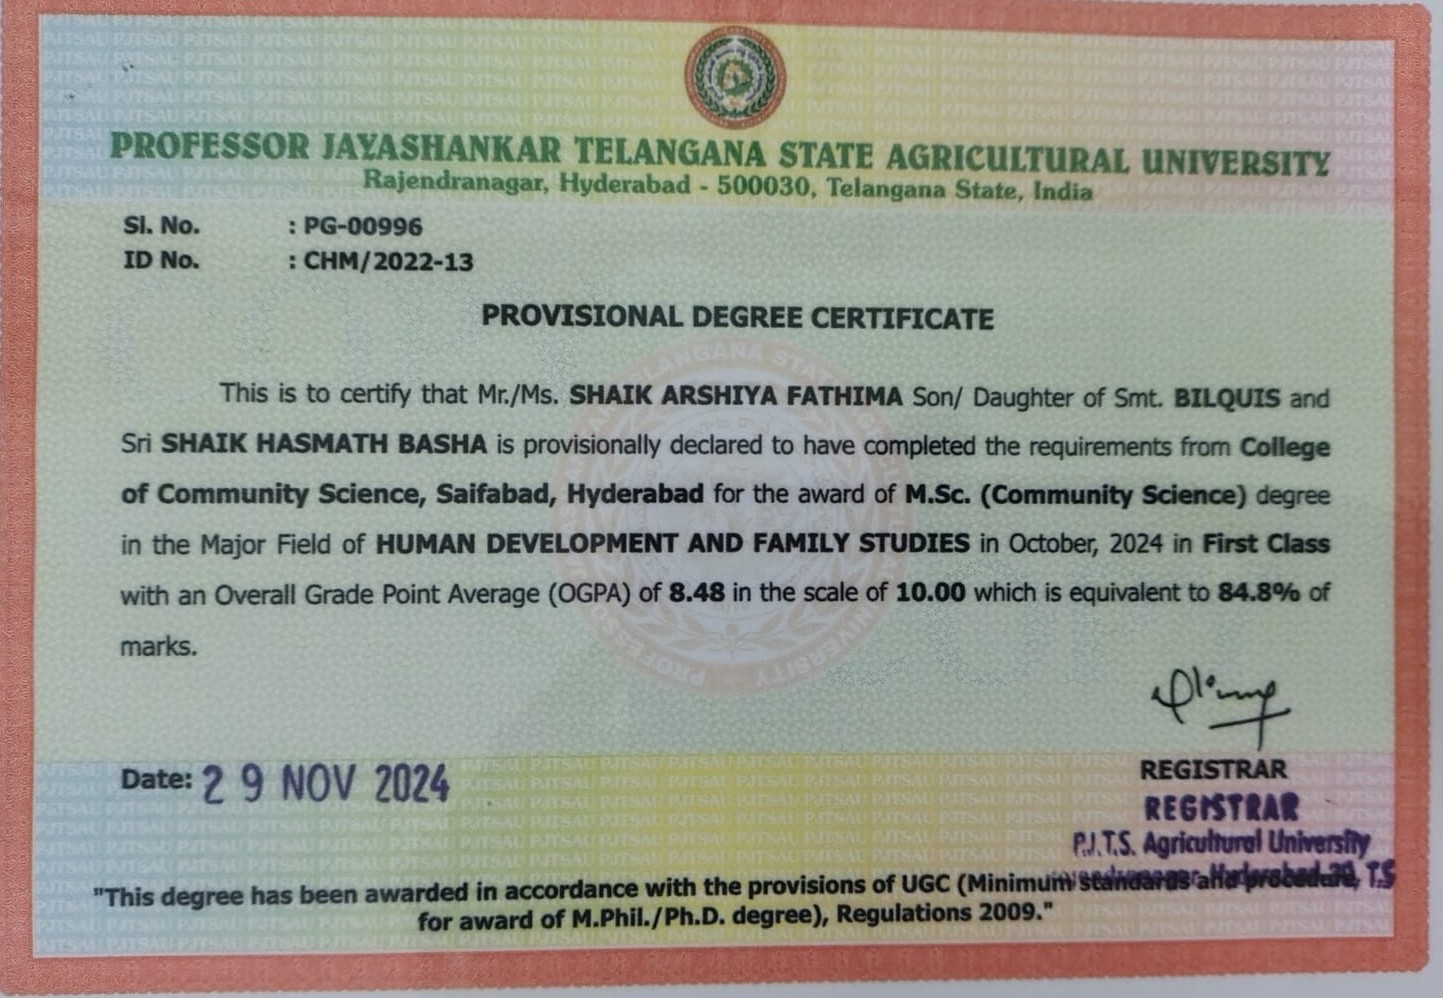 PROFESSOR JAYASHANKAR TELANGANA STATE AGRICULTURAL UNIVERSITY
Rajendranagar, Hyderabad - 500030, Telangana State, India
Sl. No. : PG-00996
ID No. : CHM/2022-13
PROVISIONAL DEGREE CERTIFICATE
This is to certify that Mr./Ms. SHAIK ARSHIYA FATHIMA Son/ Daughter of Smt. BILQUIS and
Sri SHAIK HASMATH BASHA is provisionally declared to have completed the requirements from College
of Community Science, Saifabad, Hyderabad for the award of M.Sc. (Community Science) degree
in the Major Field of HUMAN DEVELOPMENT AND FAMILY STUDIES in October, 2024 in First Class
with an Overall Grade Point Average (OGPA) of 8.48 in the scale of 10.00 which is equivalent to 84.8% of
marks.
Date: 29 NOV 2024
REGISTRAR
REGISTRAR
P.J.T.S. Agricultural University
Hyderabad-30, T.S
"This degree has been awarded in accordance with the provisions of UGC (Minimum standards and procedure,
for award of M.Phil./Ph.D. degree), Regulations 2009."